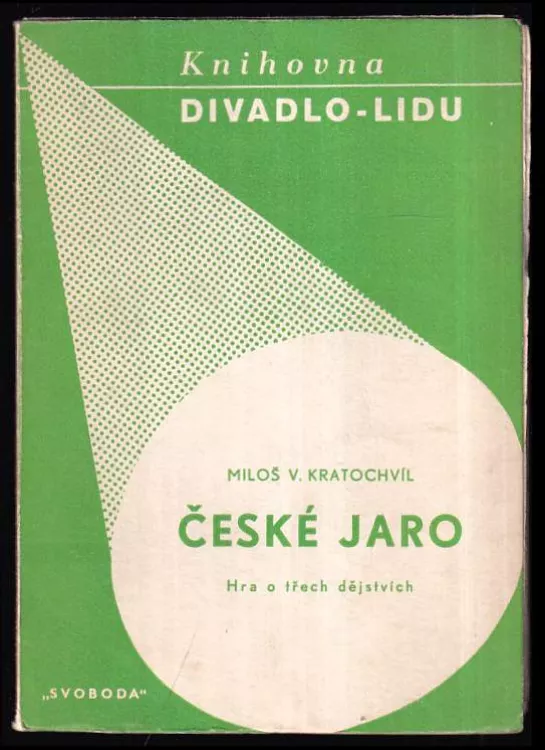 Knihovna
DIVADLO-LIDU
MILOŠ V. KRATOCHVÍL
ČESKÉ JARO
Hra o třech dějstvích
„SVOBODA“